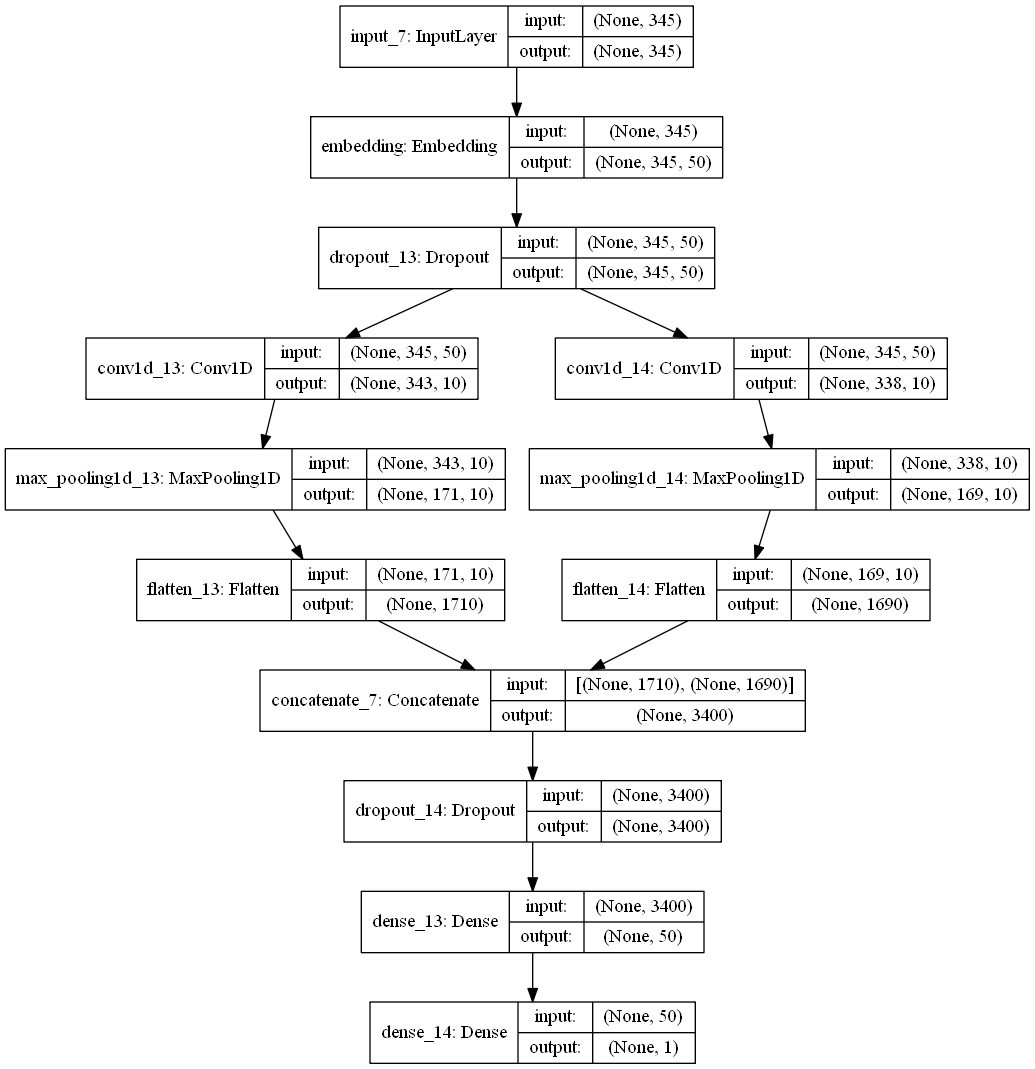 input_7: InputLayer
input: (None, 345)
output: (None, 345)
embedding: Embedding
input: (None, 345)
output: (None, 345, 50)
dropout_13: Dropout
input: (None, 345, 50)
output: (None, 345, 50)
conv1d_13: Conv1D
input: (None, 345, 50)
output: (None, 343, 10)
conv1d_14: Conv1D
input: (None, 345, 50)
output: (None, 338, 10)
max_pooling1d_13: MaxPooling1D
input: (None, 343, 10)
output: (None, 171, 10)
max_pooling1d_14: MaxPooling1D
input: (None, 338, 10)
output: (None, 169, 10)
flatten_13: Flatten
input: (None, 171, 10)
output: (None, 1710)
flatten_14: Flatten
input: (None, 169, 10)
output: (None, 1690)
concatenate_7: Concatenate
input: [(None, 1710), (None, 1690)]
output: (None, 3400)
dropout_14: Dropout
input: (None, 3400)
output: (None, 3400)
dense_13: Dense
input: (None, 3400)
output: (None, 50)
dense_14: Dense
input: (None, 50)
output: (None, 1)